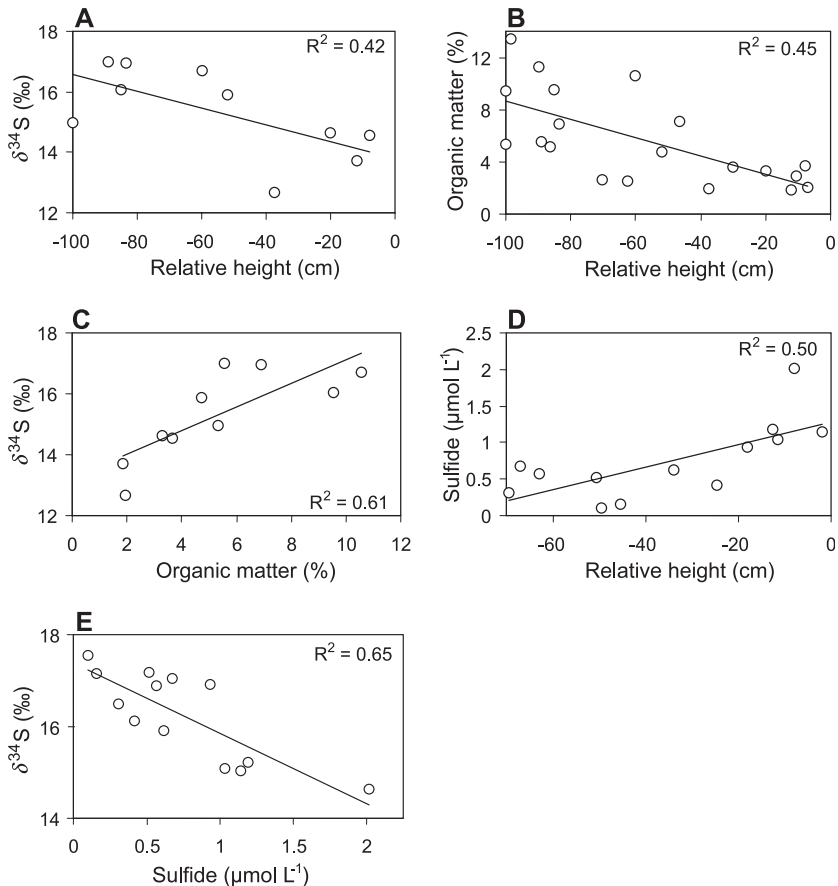 A
R² = 0.42
18
16
14
12
δ³⁴S (‰)
-100 -80 -60 -40 -20 0
Relative height (cm)
B
R² = 0.45
12
8
4
0
Organic matter (%)
-100 -80 -60 -40 -20 0
Relative height (cm)
C
R² = 0.61
18
16
14
12
δ³⁴S (‰)
0 2 4 6 8 10 12
Organic matter (%)
D
R² = 0.50
2.5
2
1.5
1
0.5
0
Sulfide (µmol L⁻¹)
-60 -40 -20 0
Relative height (cm)
E
R² = 0.65
18
16
14
δ³⁴S (‰)
0 0.5 1 1.5 2
Sulfide (µmol L⁻¹)